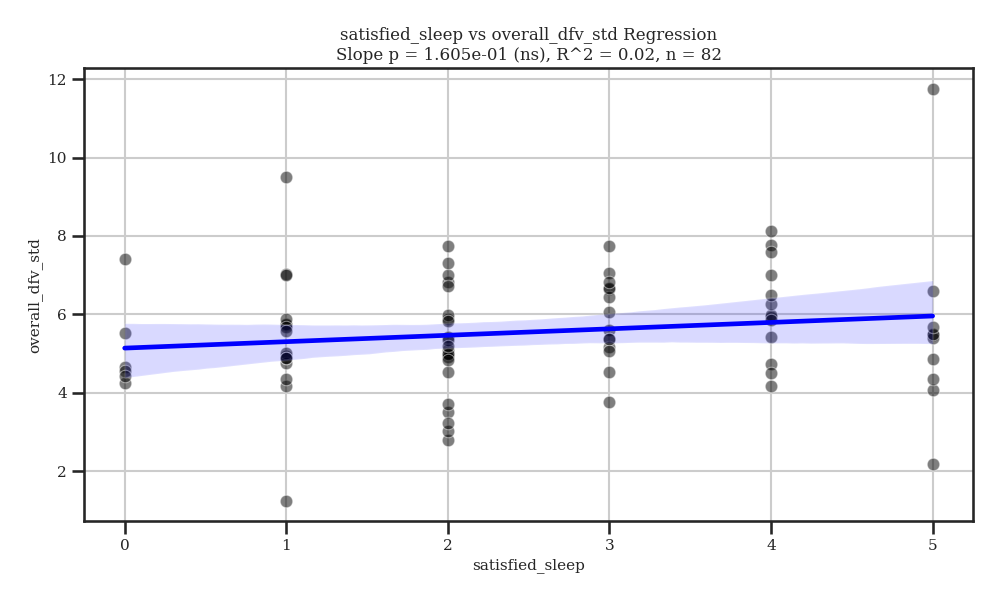 satisfied_sleep vs overall_dfv_std Regression
Slope p = 1.605e-01 (ns), R^2 = 0.02, n = 82
12
10
8
6
4
2
overall_dfv_std
0 1 2 3 4 5
satisfied_sleep